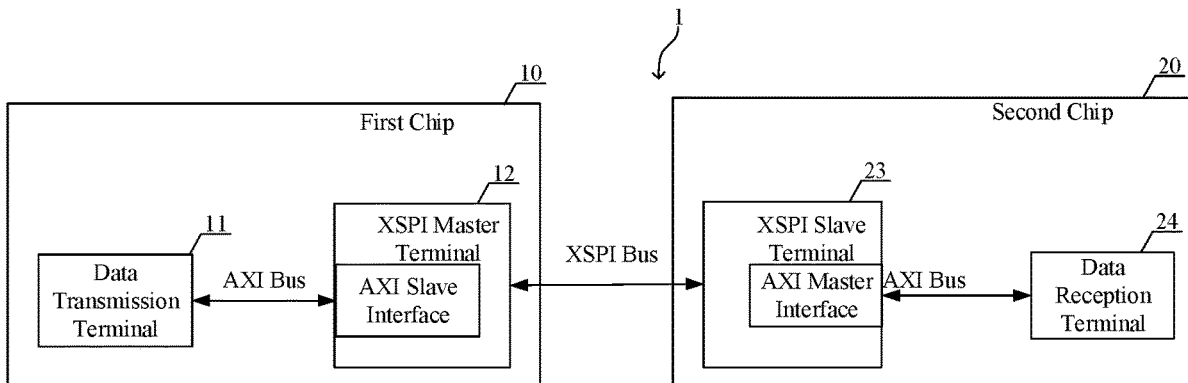 1
10
First Chip
12
XSPI Master
Terminal
AXI Slave
Interface
11
Data
Transmission
Terminal
AXI Bus
XSPI Bus
20
Second Chip
23
XSPI Slave
Terminal
AXI Master
Interface
AXI Bus
24
Data
Reception
Terminal